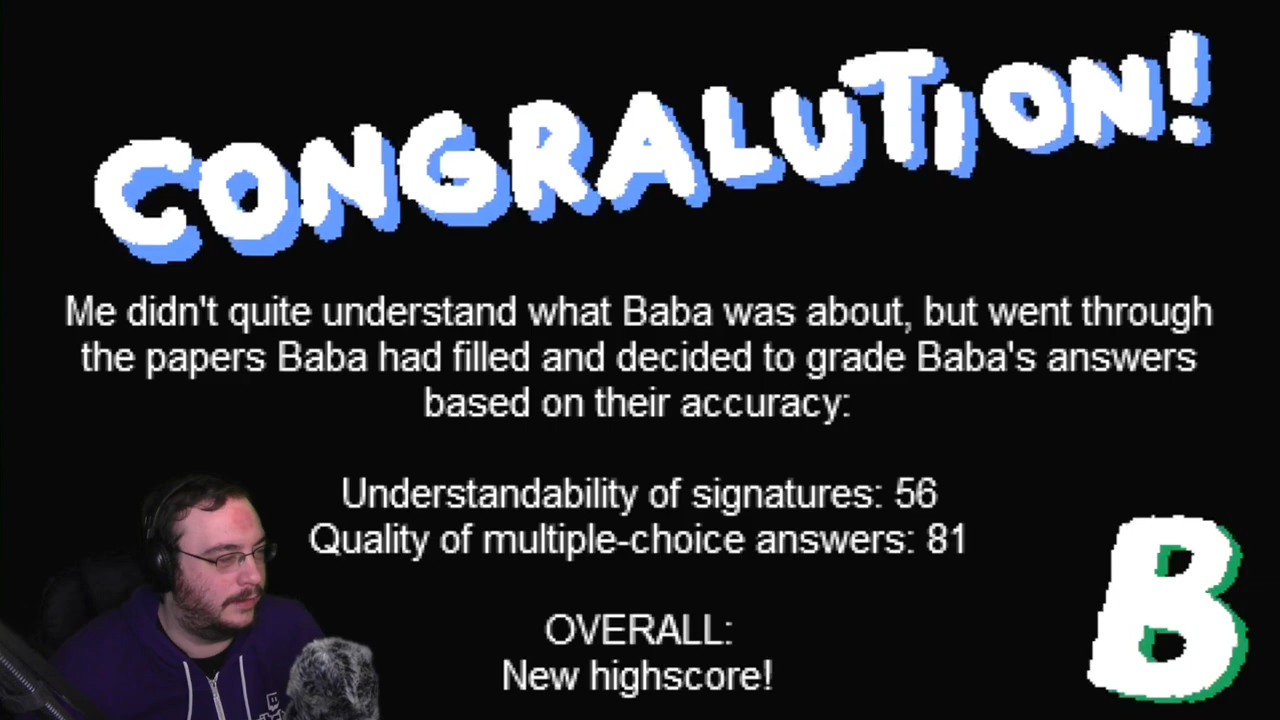 CONGRALUTION!
Me didn't quite understand what Baba was about, but went through
the papers Baba had filled and decided to grade Baba's answers
based on their accuracy:
Understandability of signatures: 56
Quality of multiple-choice answers: 81
OVERALL:
New highscore!
B